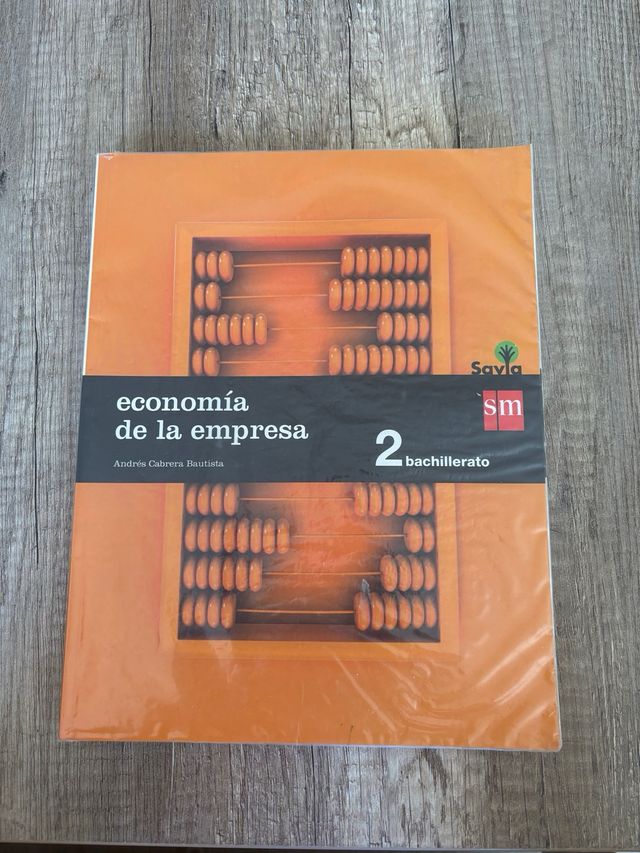 Savia
sm
economía
de la empresa
2 bachillerato
Andrés Cabrera Bautista